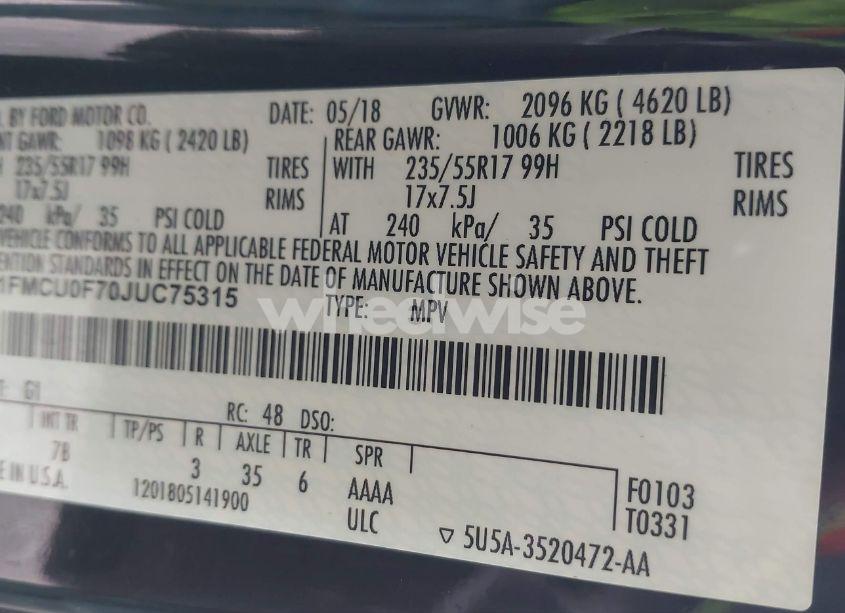 BY FORD MOTOR CO. DATE: 05/18 GVWR: 2096 KG ( 4620 LB)
GAWR: 1098 KG ( 2420 LB) REAR GAWR: 1006 KG ( 2218 LB)
235/55R17 99H TIRES WITH 235/55R17 99H TIRES
17x7.5J RIMS 17x7.5J RIMS
240 kPa/ 35 PSI COLD AT 240 kPa/ 35 PSI COLD
VEHICLE CONFORMS TO ALL APPLICABLE FEDERAL MOTOR VEHICLE SAFETY AND THEFT
STANDARDS IN EFFECT ON THE DATE OF MANUFACTURE SHOWN ABOVE.
1FMCU0F70JUC75315 TYPE: MPV
wheelwise
G1
RC: 48 DSO:
INT TR TP/PS R AXLE TR SPR
7B 3 35 6 AAAA
IN U.S.A. 1201805141900 ULC
F0103
T0331
5U5A-3520472-AA